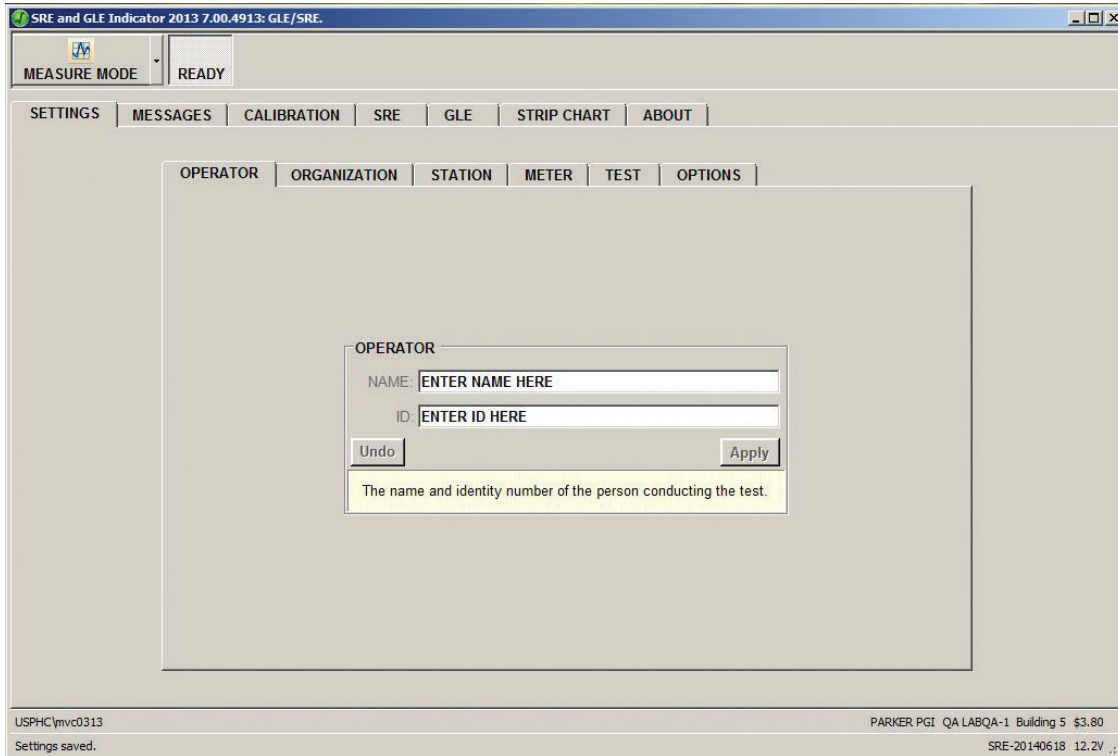 SRE and GLE Indicator 2013 7.00.4913: GLE/SRE.
MEASURE MODE READY
SETTINGS MESSAGES CALIBRATION SRE GLE STRIP CHART ABOUT
OPERATOR ORGANIZATION STATION METER TEST OPTIONS
OPERATOR
NAME: ENTER NAME HERE
ID: ENTER ID HERE
Undo Apply
The name and identity number of the person conducting the test.
USPHC\mvc0313 PARKER PGI QA LABQA-1 Building 5 $3.80
Settings saved. SRE-20140618 12.2V